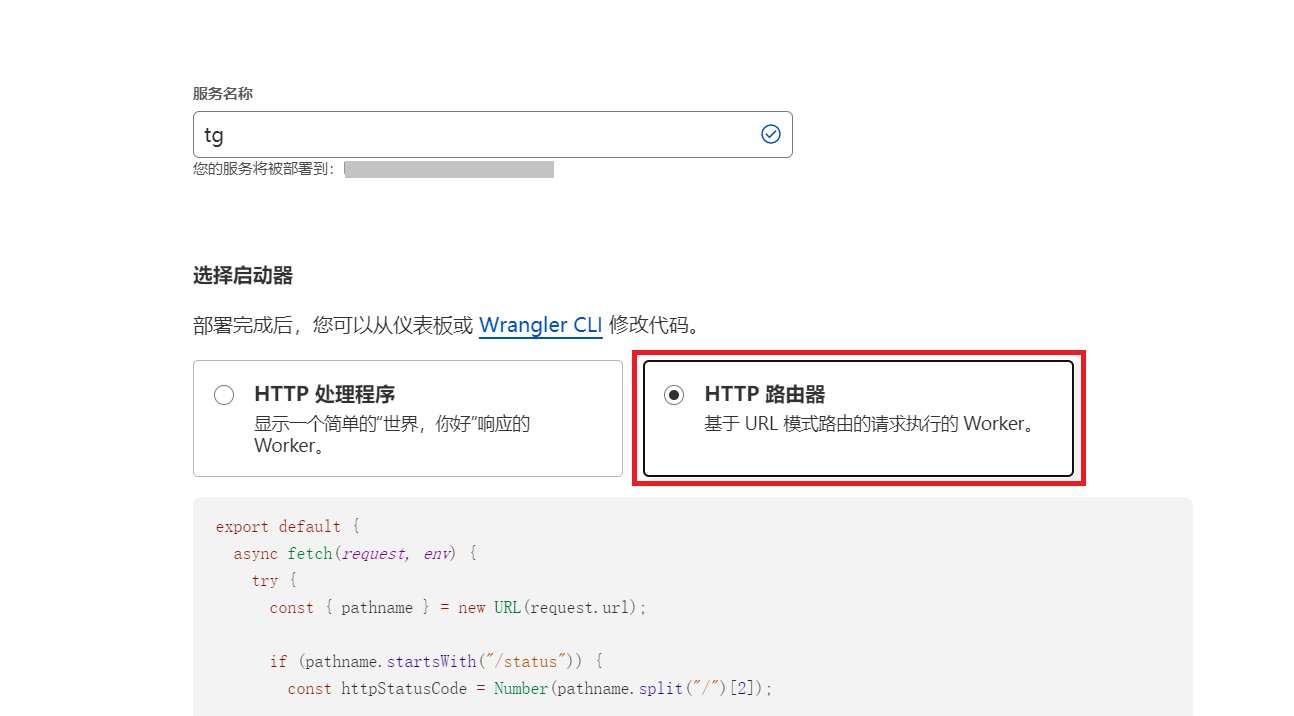 服务名称
tg
您的服务将被部署到：
选择启动器
部署完成后，您可以从仪表板或 Wrangler CLI 修改代码。
HTTP 处理程序
显示一个简单的“世界，你好”响应的
Worker。
HTTP 路由器
基于 URL 模式路由的请求执行的 Worker。
export default {
async fetch(request, env) {
try {
const { pathname } = new URL(request.url);
if (pathname.startsWith("/status")) {
const httpStatusCode = Number(pathname.split("/")[2]);